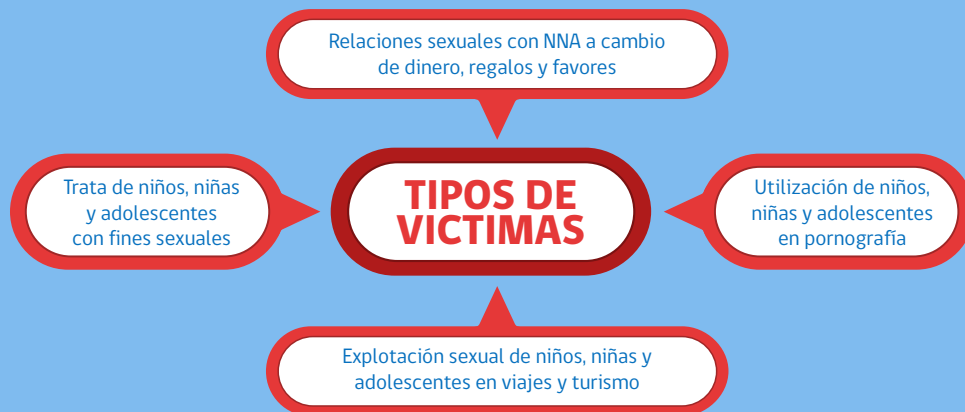 Relaciones sexuales con NNA a cambio
de dinero, regalos y favores
Trata de niños, niñas
y adolescentes
con fines sexuales
TIPOS DE
VICTIMAS
Utilización de niños,
niñas y adolescentes
en pornografía
Explotación sexual de niños, niñas y
adolescentes en viajes y turismo